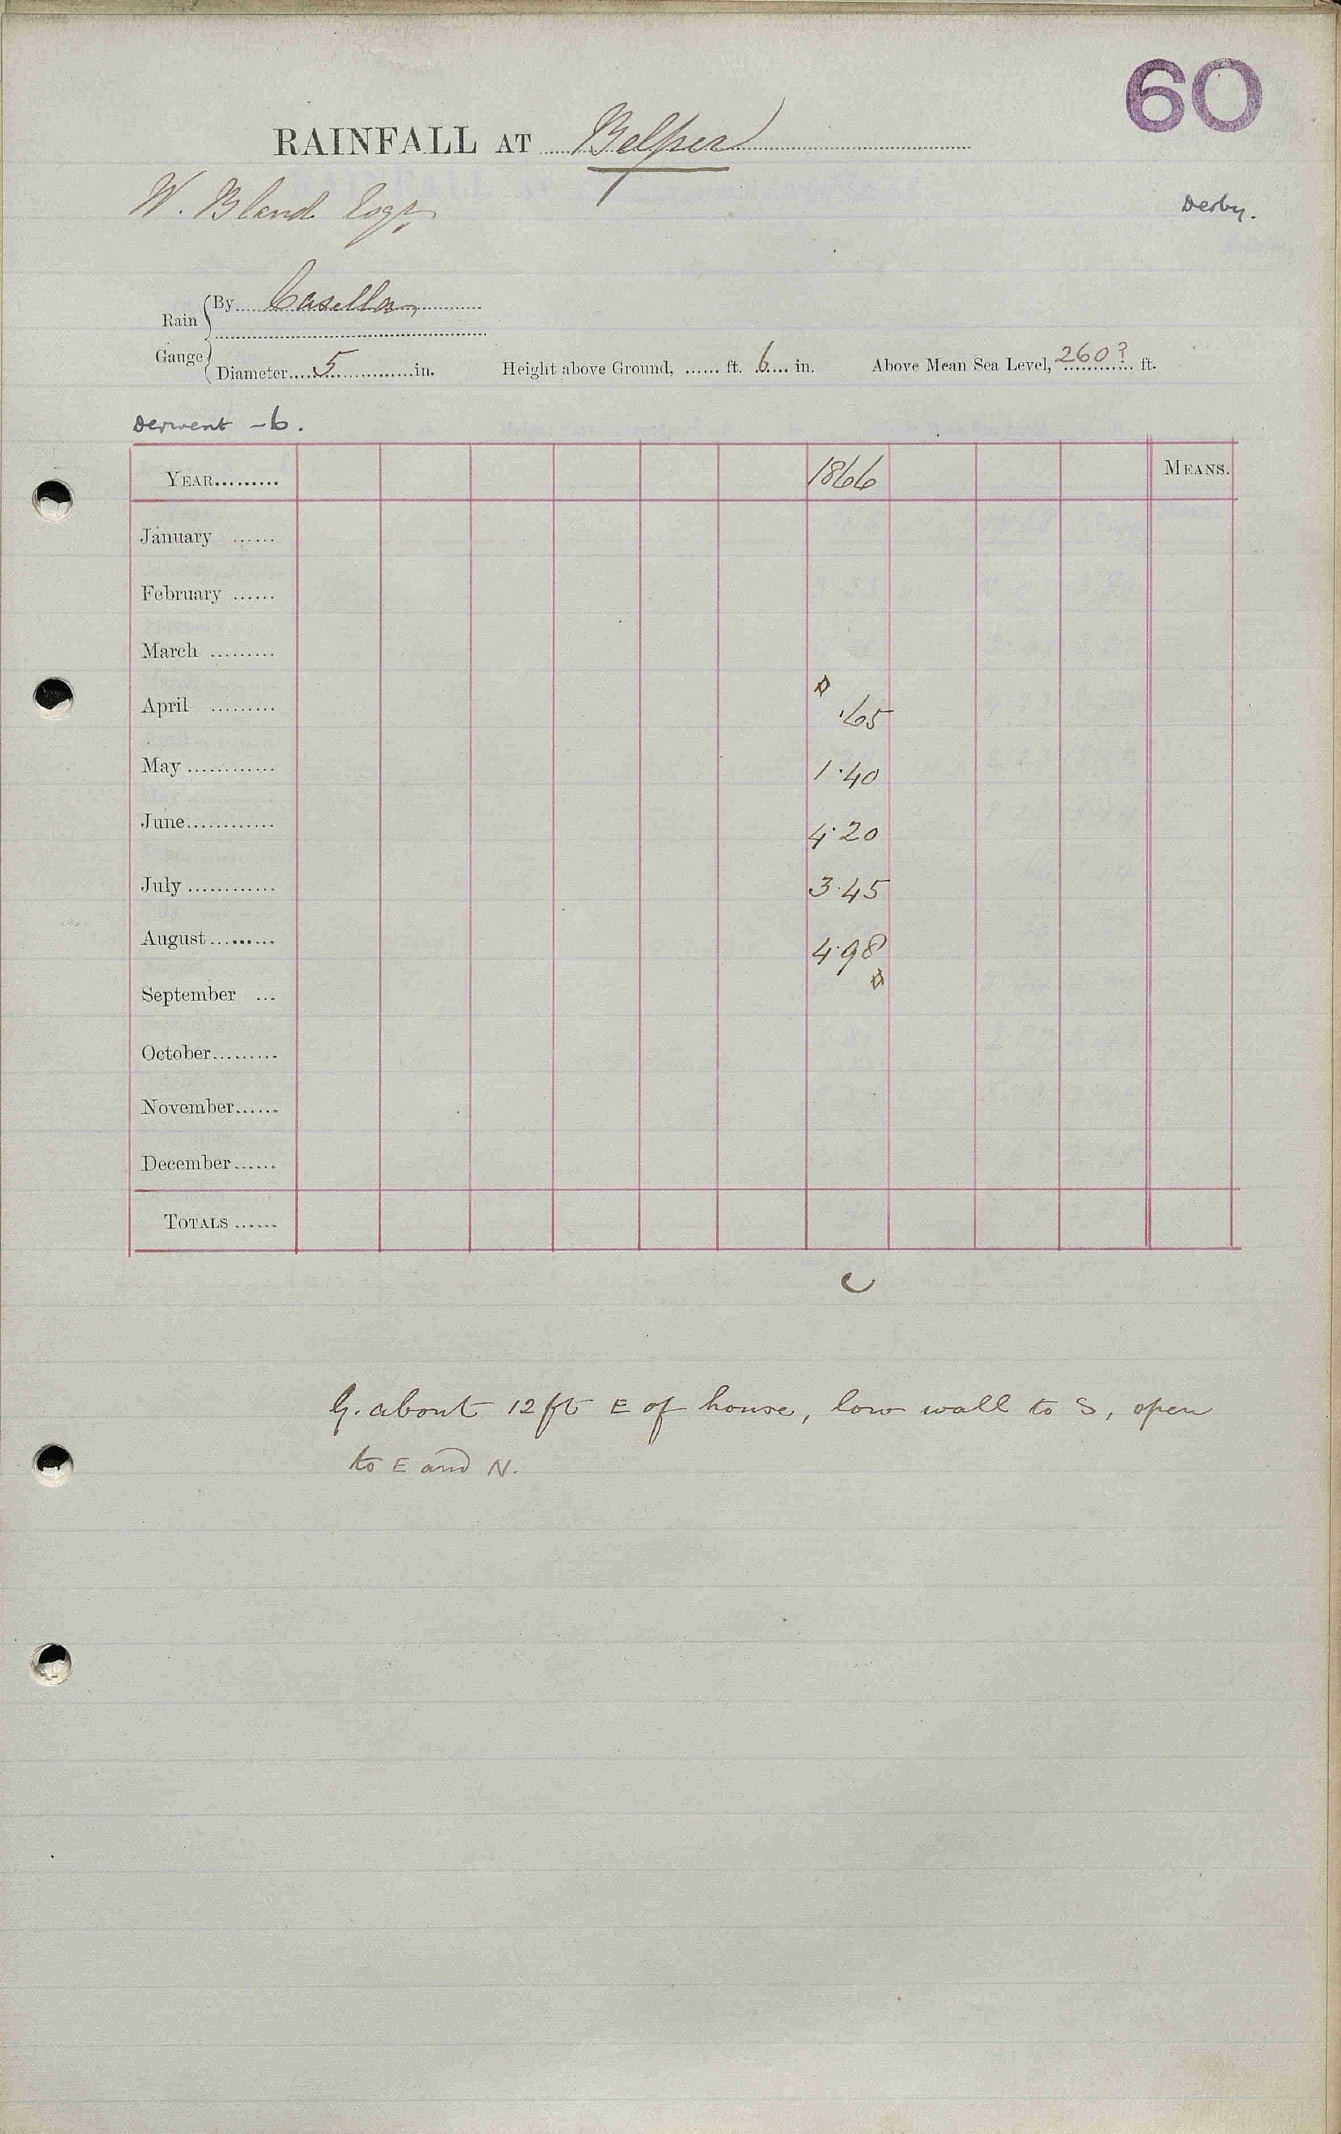 60
RAINFALL AT Belper
W. Bland Esqr.
Derby.
By Casella
Rain
Gauge
Diameter 5 in. Height above Ground, ft. 6 in. Above Mean Sea Level, 260? ft.
Derwent - 6.
YEAR 1866 MEANS.
January
February
March
April .65
May 1.40
June 4.20
July 3.45
August 4.98
September
October
November
December
TOTALS
G. about 12 ft E of house, low wall to S, open
to E and N.